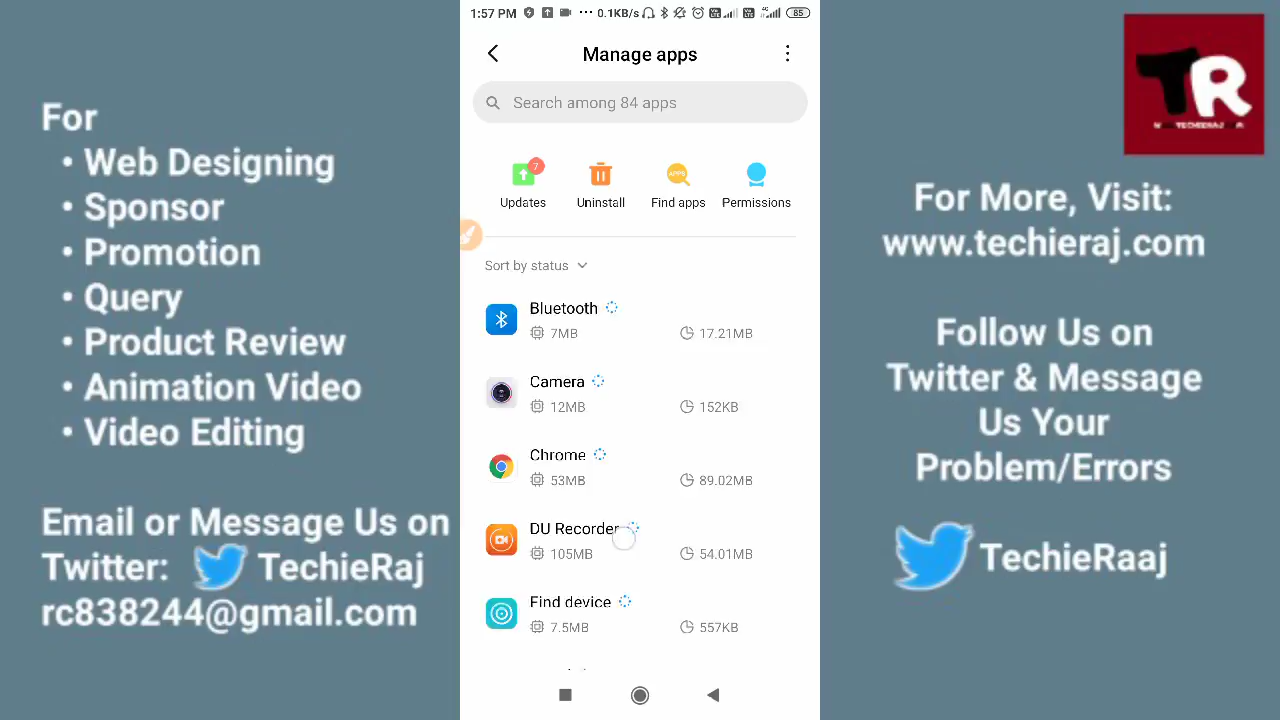 For
• Web Designing
• Sponsor
• Promotion
• Query
• Product Review
• Animation Video
• Video Editing
Email or Message Us on
Twitter: TechieRaj
rc838244@gmail.com
1:57 PM ... 0.1KB/s 4G 85
Manage apps
Search among 84 apps
7
APPS
Updates Uninstall Find apps Permissions
Sort by status
Bluetooth
7MB 17.21MB
Camera
12MB 152KB
Chrome
53MB 89.02MB
DU Recorder
105MB 54.01MB
Find device
7.5MB 557KB
TR
For More, Visit:
www.techieraj.com
Follow Us on
Twitter & Message
Us Your
Problem/Errors
TechieRaaj